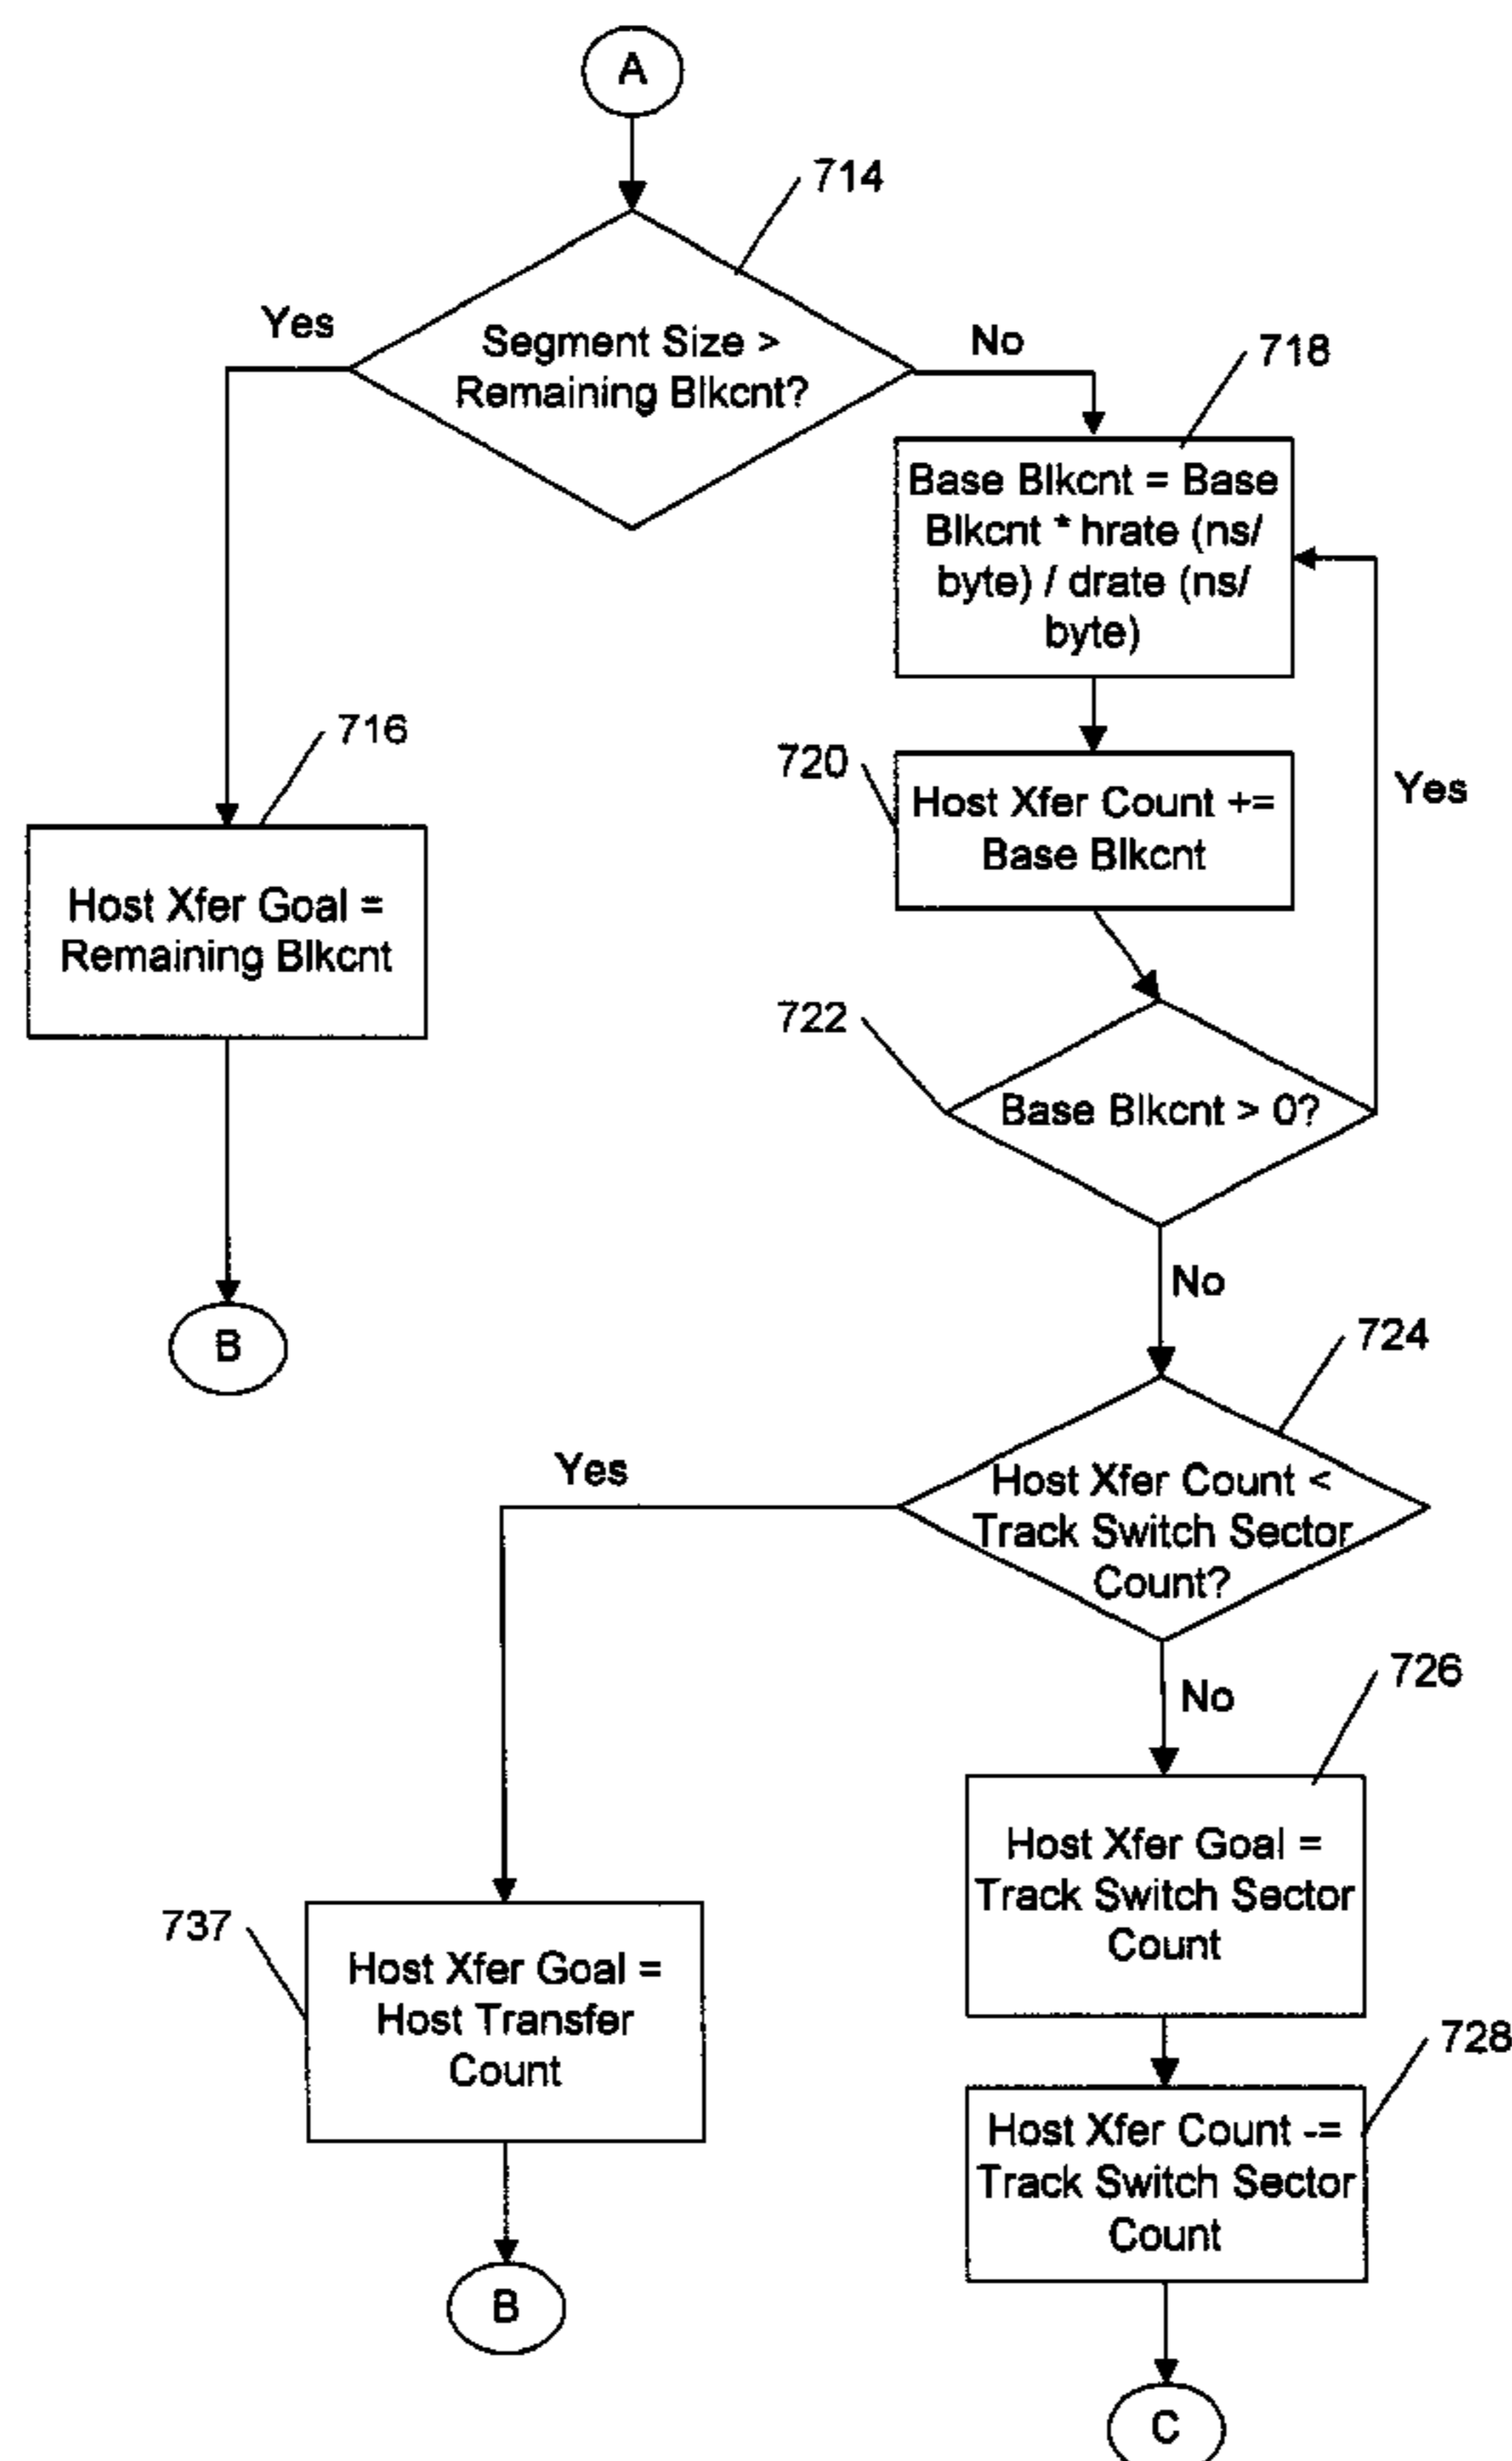 A
714
Yes
Segment Size >
Remaining Blkcnt?
No
718
Base Blkcnt = Base
Blkcnt * hrate (ns/
byte) / drate (ns/
byte)
716
Host Xfer Goal =
Remaining Blkcnt
720
Host Xfer Count +=
Base Blkcnt
Yes
722
Base Blkcnt > 0?
B
No
724
Yes
Host Xfer Count <
Track Switch Sector
Count?
No
726
Host Xfer Goal =
Track Switch Sector
Count
737
Host Xfer Goal =
Host Transfer
Count
728
Host Xfer Count -=
Track Switch Sector
Count
B
C